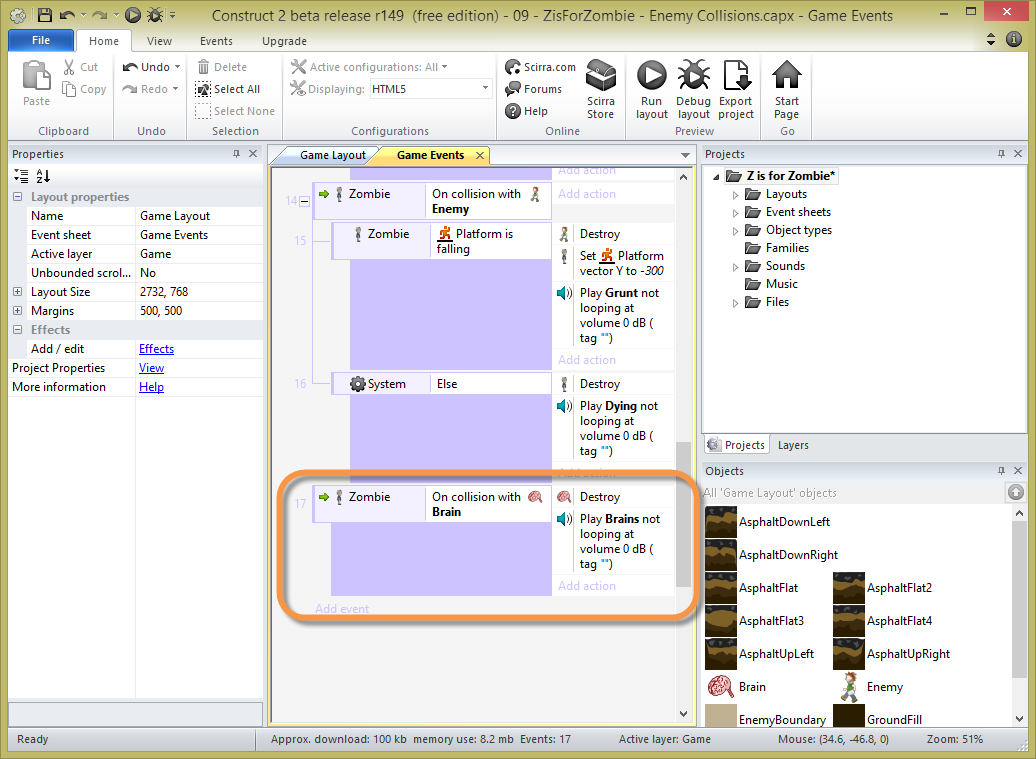 Construct 2 beta release r149 (free edition) - 09 - ZisForZombie - Enemy Collisions.capx - Game Events
File Home View Events Upgrade
Paste
Cut
Copy
Clipboard
Undo
Redo
Undo
Delete
Select All
Select None
Selection
Active configurations: All
Displaying: HTML5
Configurations
Scirra.com
Forums
Help
Scirra
Store
Online
Run
layout
Debug
layout
Export
project
Preview
Start
Page
Go
Properties
Layout properties
Name Game Layout
Event sheet Game Events
Active layer Game
Unbounded scrol... No
Layout Size 2732, 768
Margins 500, 500
Effects
Add / edit Effects
Project Properties View
More information Help
Game Layout Game Events
Add action
14 Zombie On collision with
Enemy
Add action
15 Zombie Platform is
falling
Destroy
Set Platform
vector Y to -300
Play Grunt not
looping at
volume 0 dB (
tag "")
Add action
16 System Else
Destroy
Play Dying not
looping at
volume 0 dB (
tag "")
Add action
17 Zombie On collision with
Brain
Destroy
Play Brains not
looping at
volume 0 dB (
tag "")
Add action
Add event
Projects
Z is for Zombie*
Layouts
Event sheets
Object types
Families
Sounds
Music
Files
Projects Layers
Objects
All 'Game Layout' objects
AsphaltDownLeft
AsphaltDownRight
AsphaltFlat AsphaltFlat2
AsphaltFlat3 AsphaltFlat4
AsphaltUpLeft AsphaltUpRight
Brain Enemy
EnemyBoundary GroundFill
Ready Approx. download: 100 kb memory use: 8.2 mb Events: 17 Active layer: Game Mouse: (34.6, -46.8, 0) Zoom: 51%